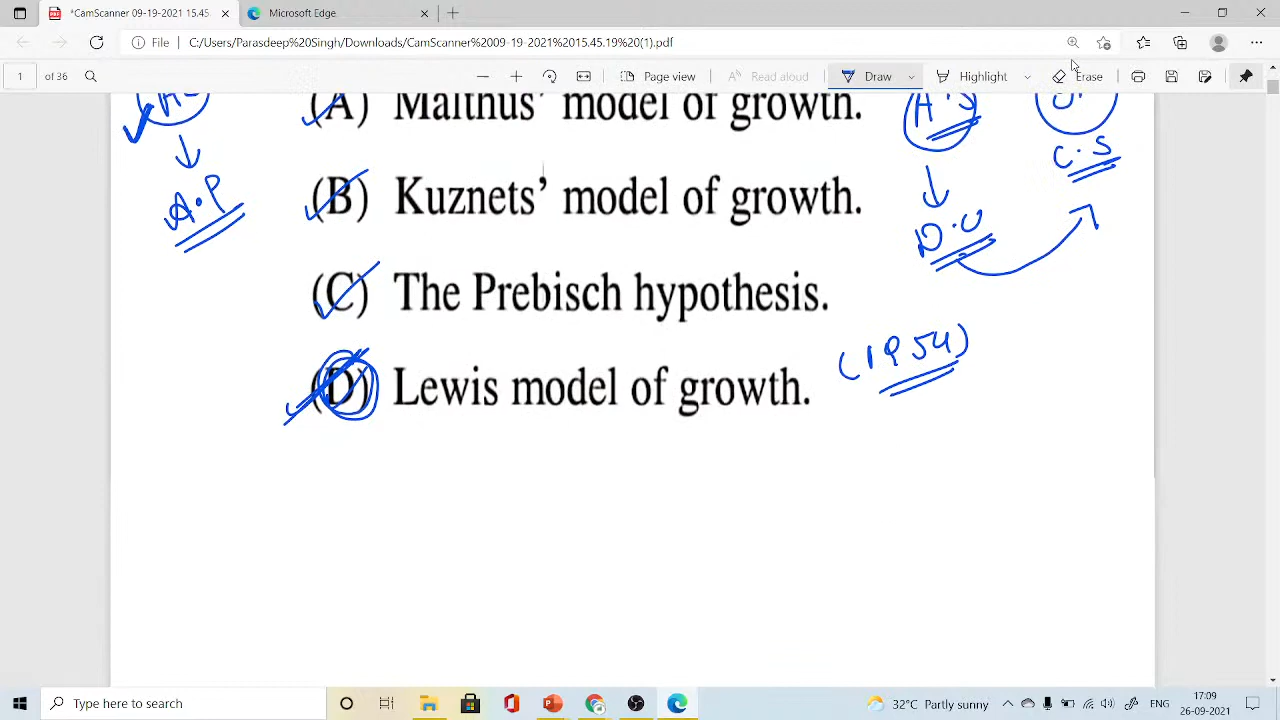 *CamScanner 09-19-2021 15.45
Microsoft Edge
File C:/Users/Parasdeep%20Singh/Downloads/CamScanner%2009-19-2021%2015.45.19%20(1).pdf
1 of 36 Page view Read aloud Draw Highlight Erase
(A) Malthus' model of growth. A.S
C.S
A.P (B) Kuznets' model of growth. D.U
(C) The Prebisch hypothesis.
(D) Lewis model of growth. (1954)
Type here to search 32°C Partly sunny ENG 17:09
26-09-2021